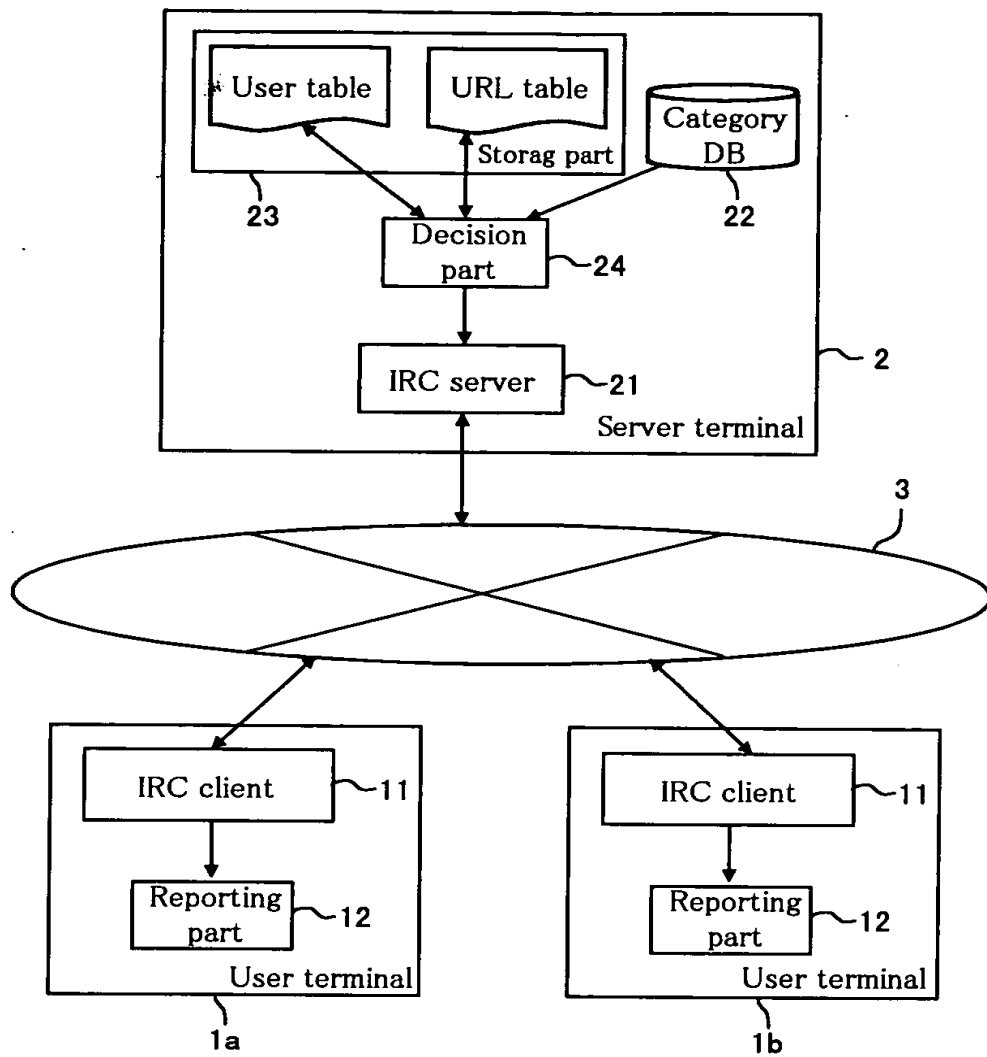 User table
URL table
Category
DB
Storag part
23
22
Decision
part
24
IRC server
21
2
Server terminal
3
IRC client
11
IRC client
11
Reporting
part
12
Reporting
part
12
User terminal
User terminal
1a
1b